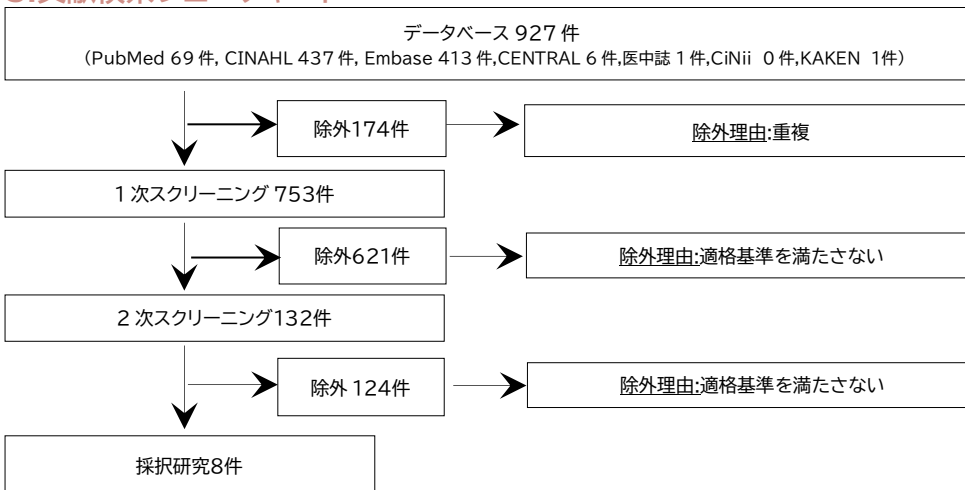 データベース 927 件
（PubMed 69 件, CINAHL 437 件, Embase 413 件,CENTRAL 6 件,医中誌 1 件,CiNii 0 件,KAKEN 1件）
除外174件
除外理由:重複
1 次スクリーニング 753件
除外621件
除外理由:適格基準を満たさない
2 次スクリーニング132件
除外 124件
除外理由:適格基準を満たさない
採択研究8件